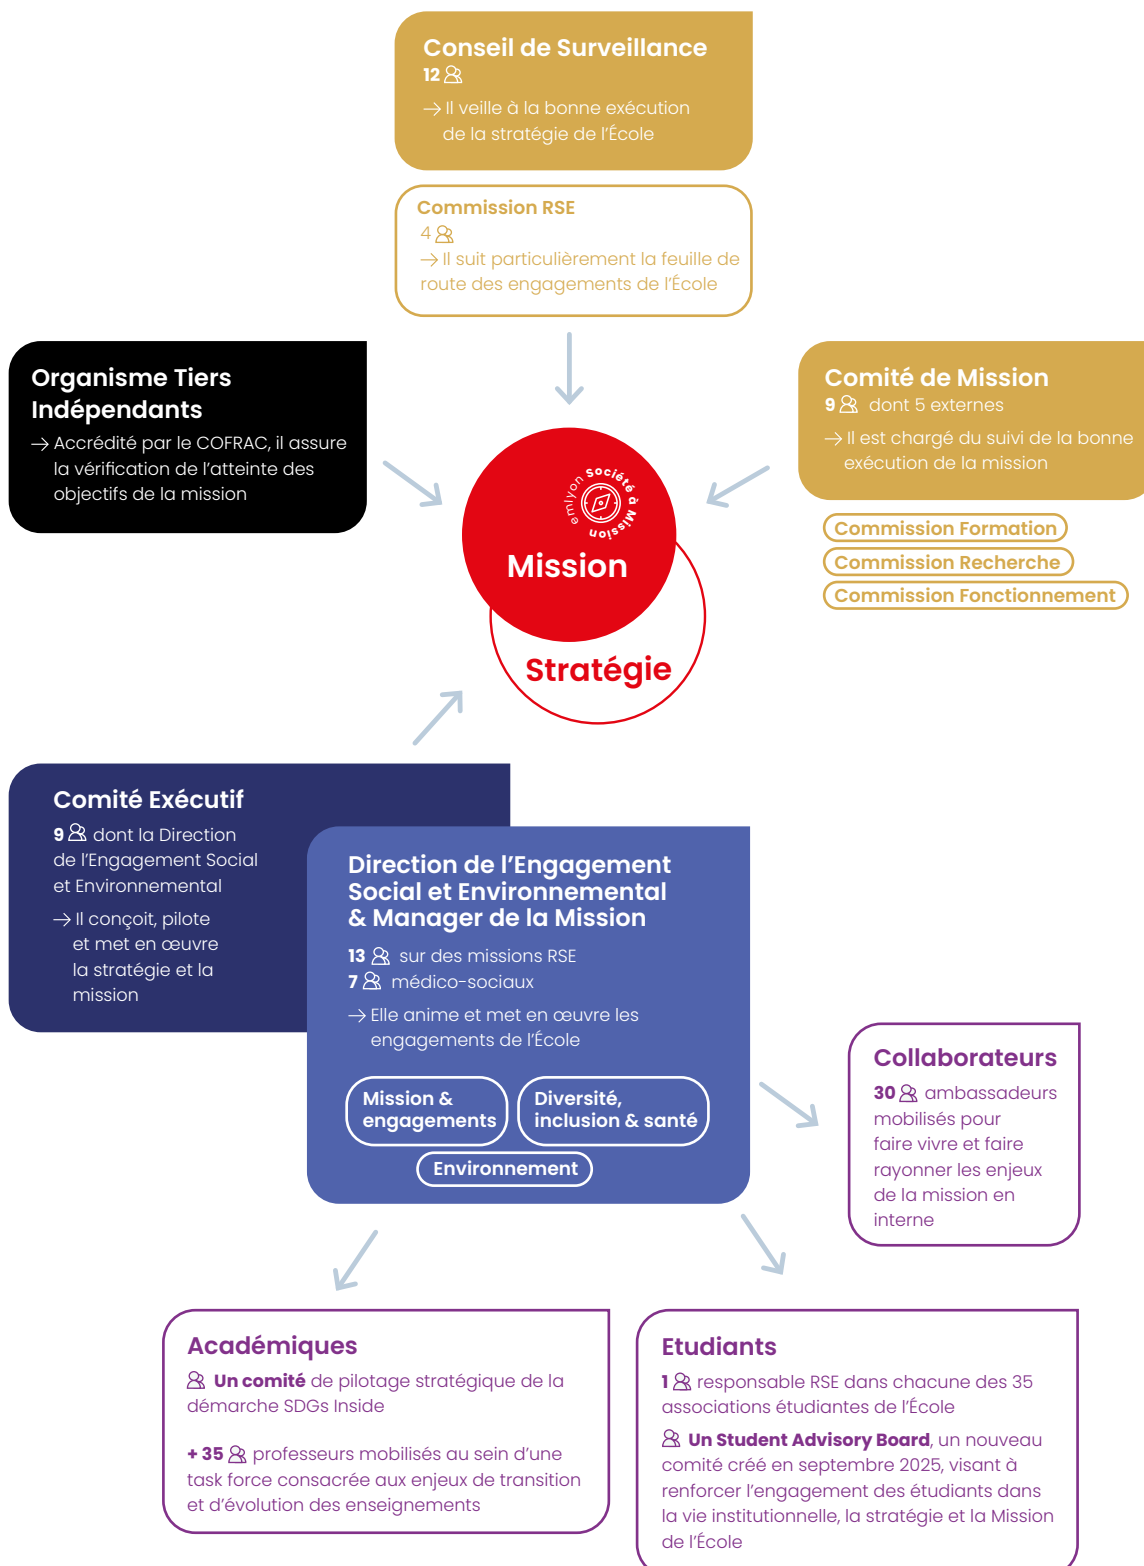 Conseil de Surveillance
12
→ Il veille à la bonne exécution
de la stratégie de l'École
Commission RSE
4
→ Il suit particulièrement la feuille de
route des engagements de l'École
Organisme Tiers
Indépendants
→ Accrédité par le COFRAC, il assure
la vérification de l'atteinte des
objectifs de la mission
Comité de Mission
9 dont 5 externes
→ Il est chargé du suivi de la bonne
exécution de la mission
Commission Formation
Commission Recherche
Commission Fonctionnement
emlyon Société à Mission
Mission
Stratégie
Comité Exécutif
9 dont la Direction
de l'Engagement Social
et Environnemental
→ Il conçoit, pilote
et met en œuvre
la stratégie et la
mission
Direction de l'Engagement
Social et Environnemental
& Manager de la Mission
13 sur des missions RSE
7 médico-sociaux
→ Elle anime et met en œuvre les
engagements de l'École
Mission &
engagements
Diversité,
inclusion & santé
Environnement
Collaborateurs
30 ambassadeurs
mobilisés pour
faire vivre et faire
rayonner les enjeux
de la mission en
interne
Académiques
Un comité de pilotage stratégique de la
démarche SDGs Inside
+ 35 professeurs mobilisés au sein d'une
task force consacrée aux enjeux de transition
et d'évolution des enseignements
Etudiants
1 responsable RSE dans chacune des 35
associations étudiantes de l'École
Un Student Advisory Board, un nouveau
comité créé en septembre 2025, visant à
renforcer l'engagement des étudiants dans
la vie institutionnelle, la stratégie et la Mission
de l'École